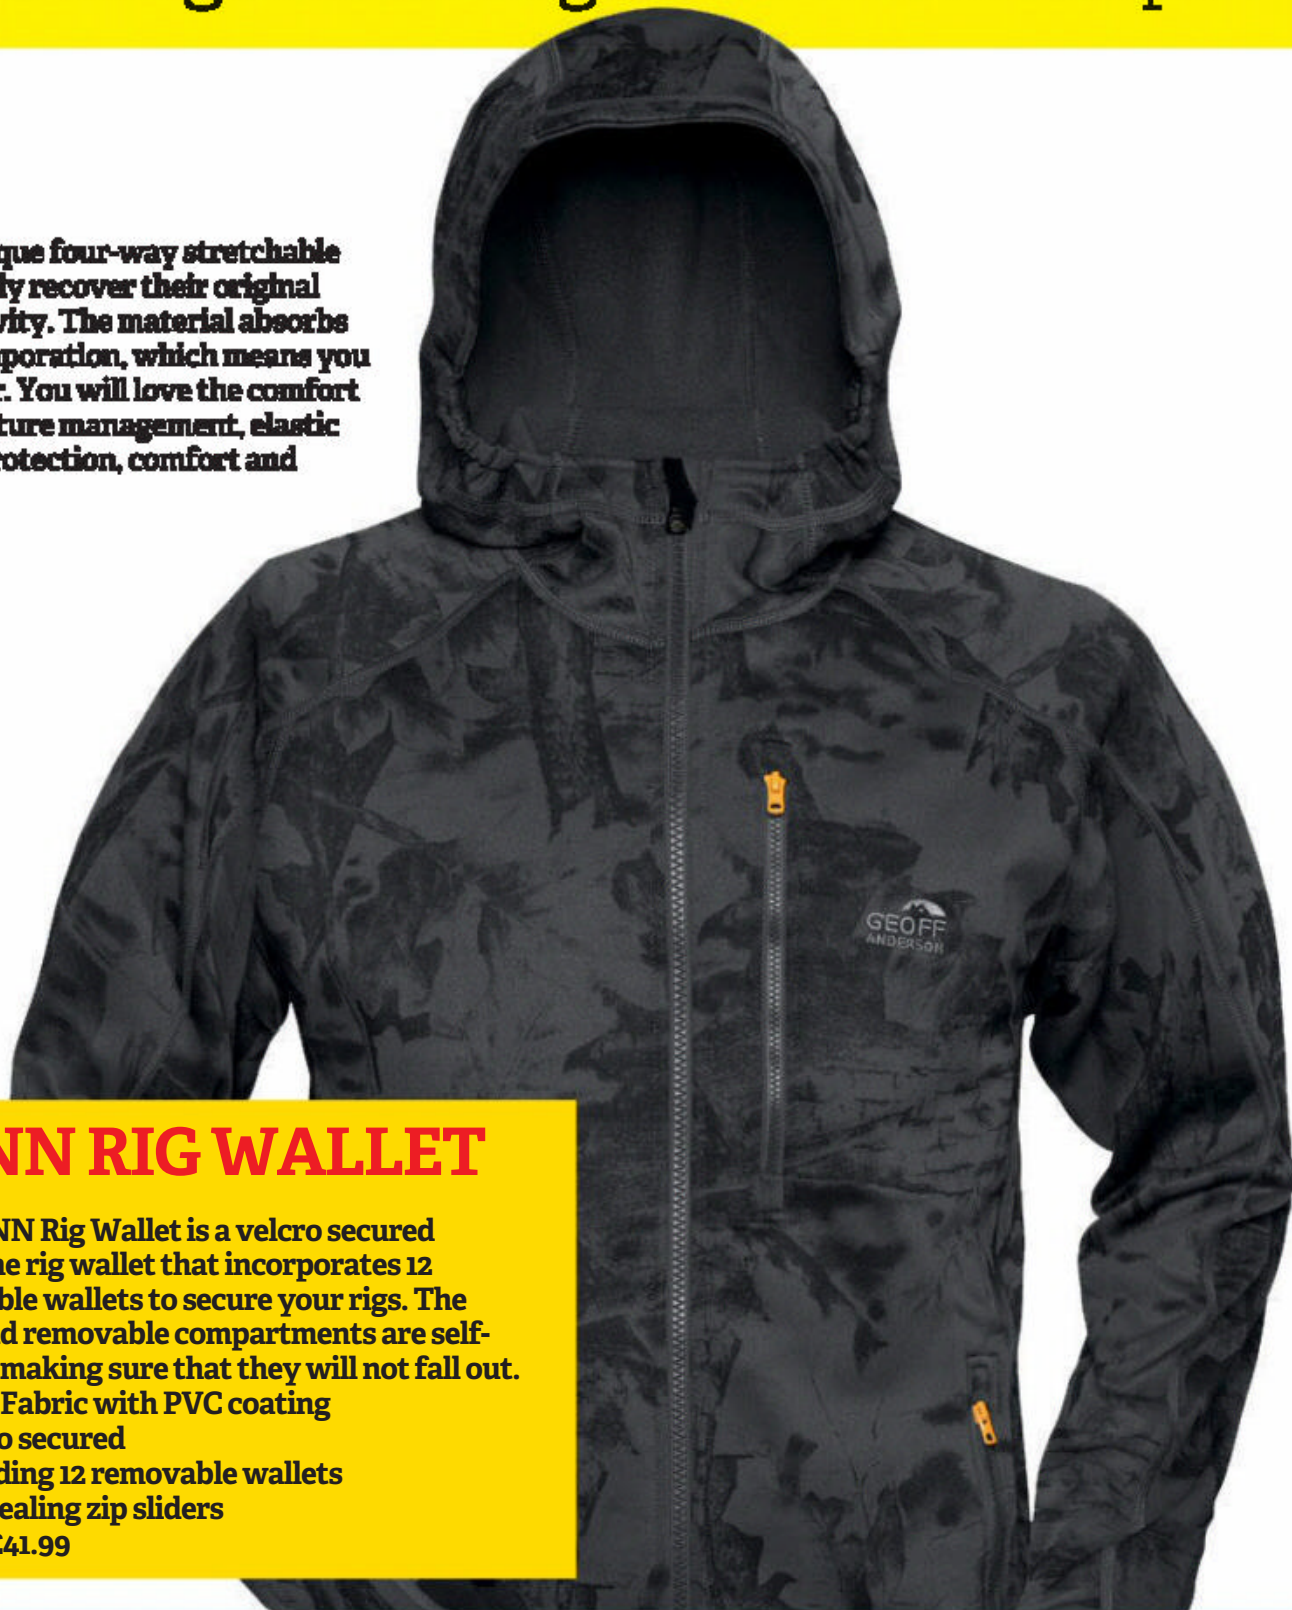 que four-way stretchable
ly recover their original
vity. The material absorbs
poration, which means you
r. You will love the comfort
ture management, elastic
rotection, comfort and
GEOFF
ANDERSON
NN RIG WALLET
NN Rig Wallet is a velcro secured
ne rig wallet that incorporates 12
ble wallets to secure your rigs. The
d removable compartments are self-
making sure that they will not fall out.
Fabric with PVC coating
o secured
ding 12 removable wallets
ealing zip sliders
£41.99